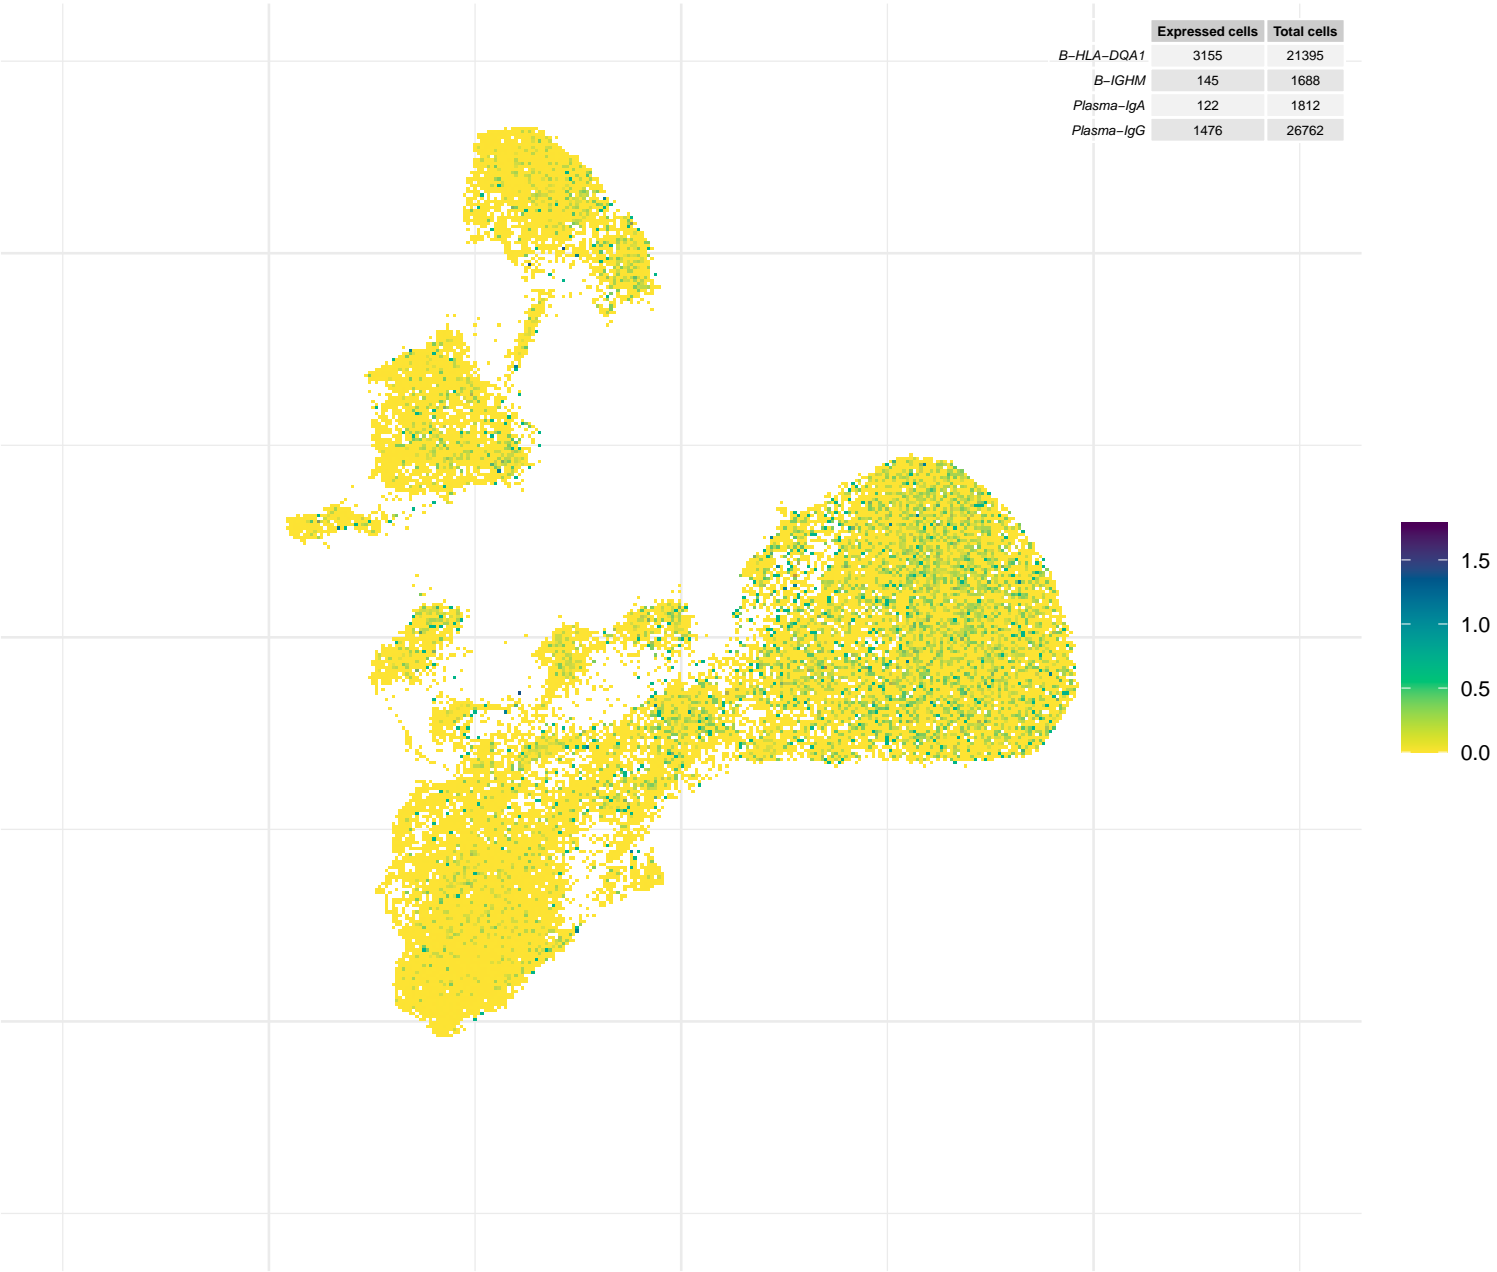 Expressed cells Total cells
B−HLA−DQA1 3155 21395
B−IGHM 145 1688
Plasma−IgA 122 1812
Plasma−IgG 1476 26762
1.5
1.0
0.5
0.0